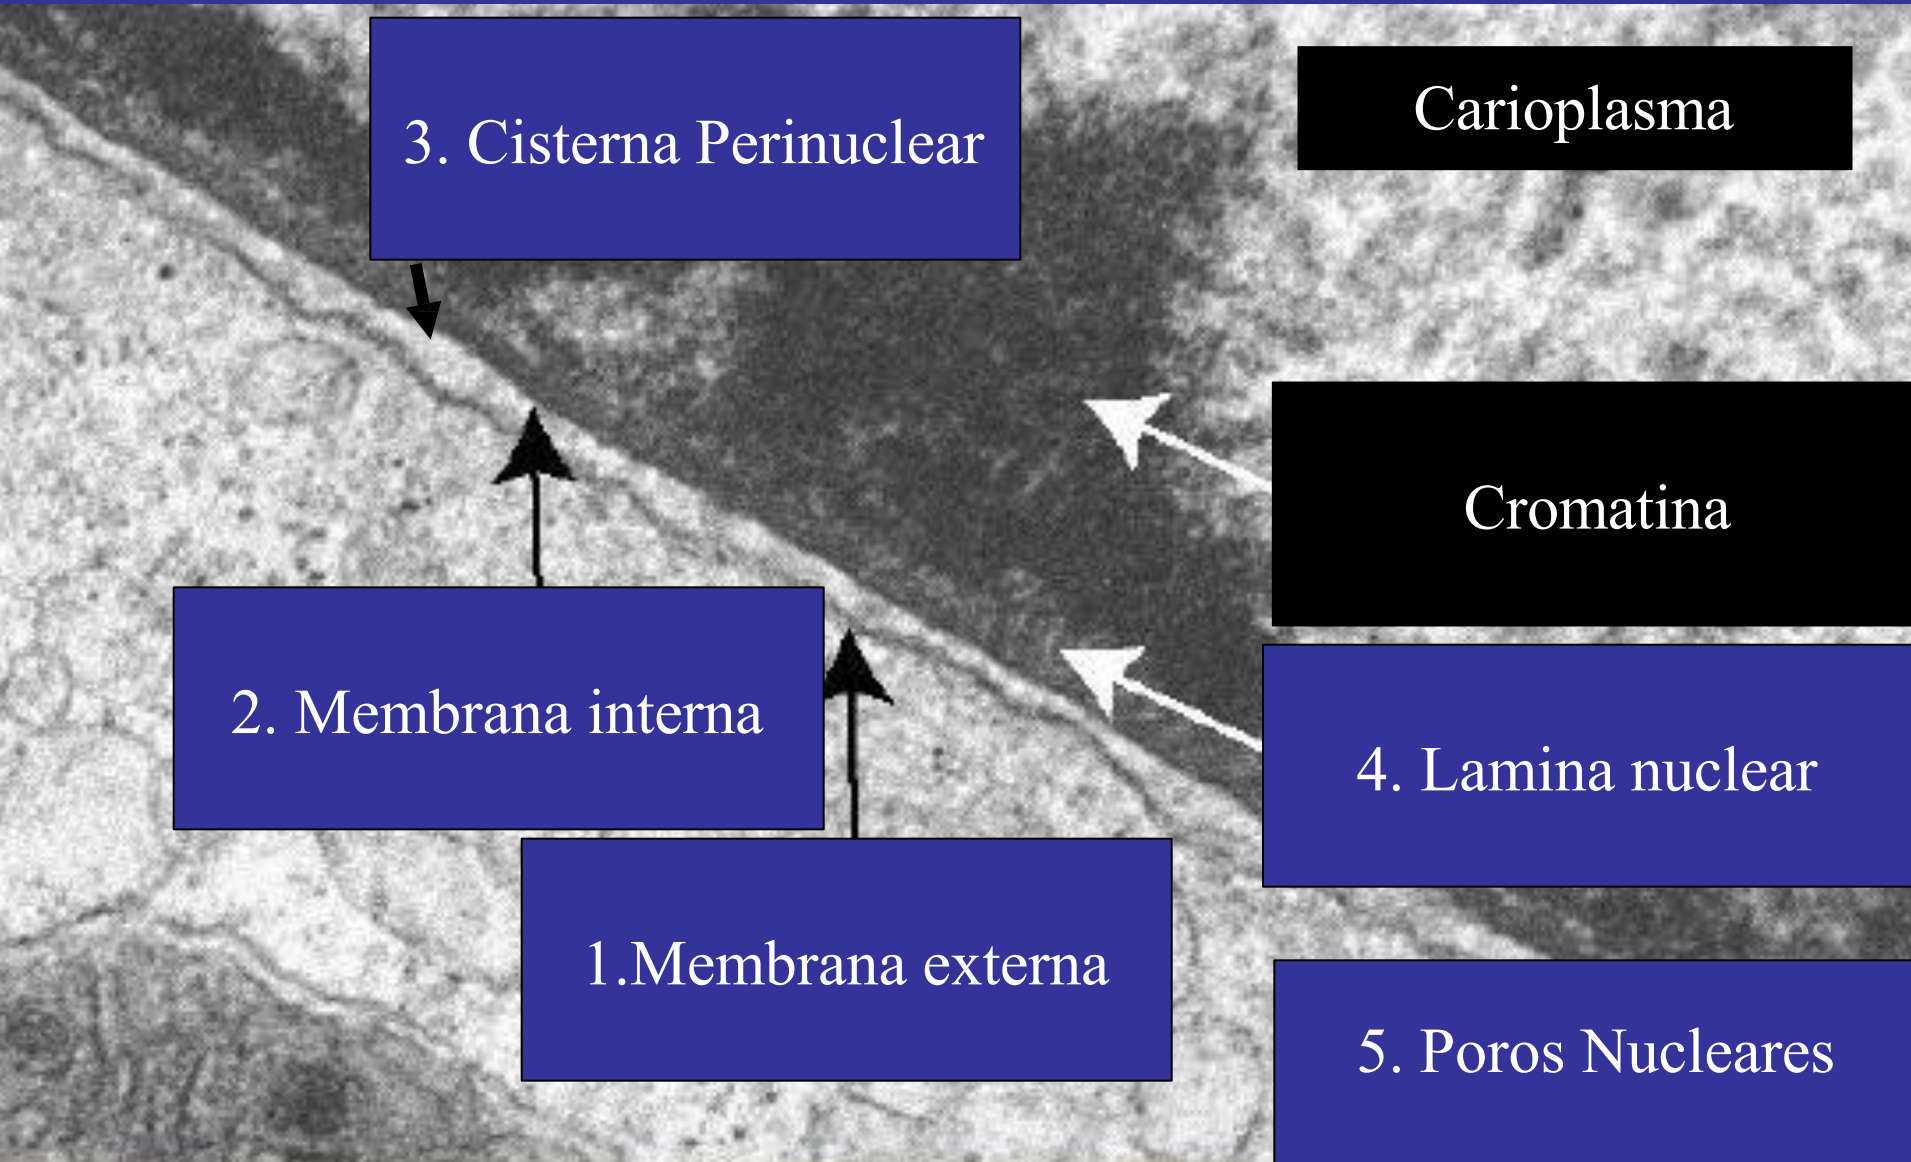 3. Cisterna Perinuclear
Carioplasma
Cromatina
2. Membrana interna
4. Lamina nuclear
1.Membrana externa
5. Poros Nucleares